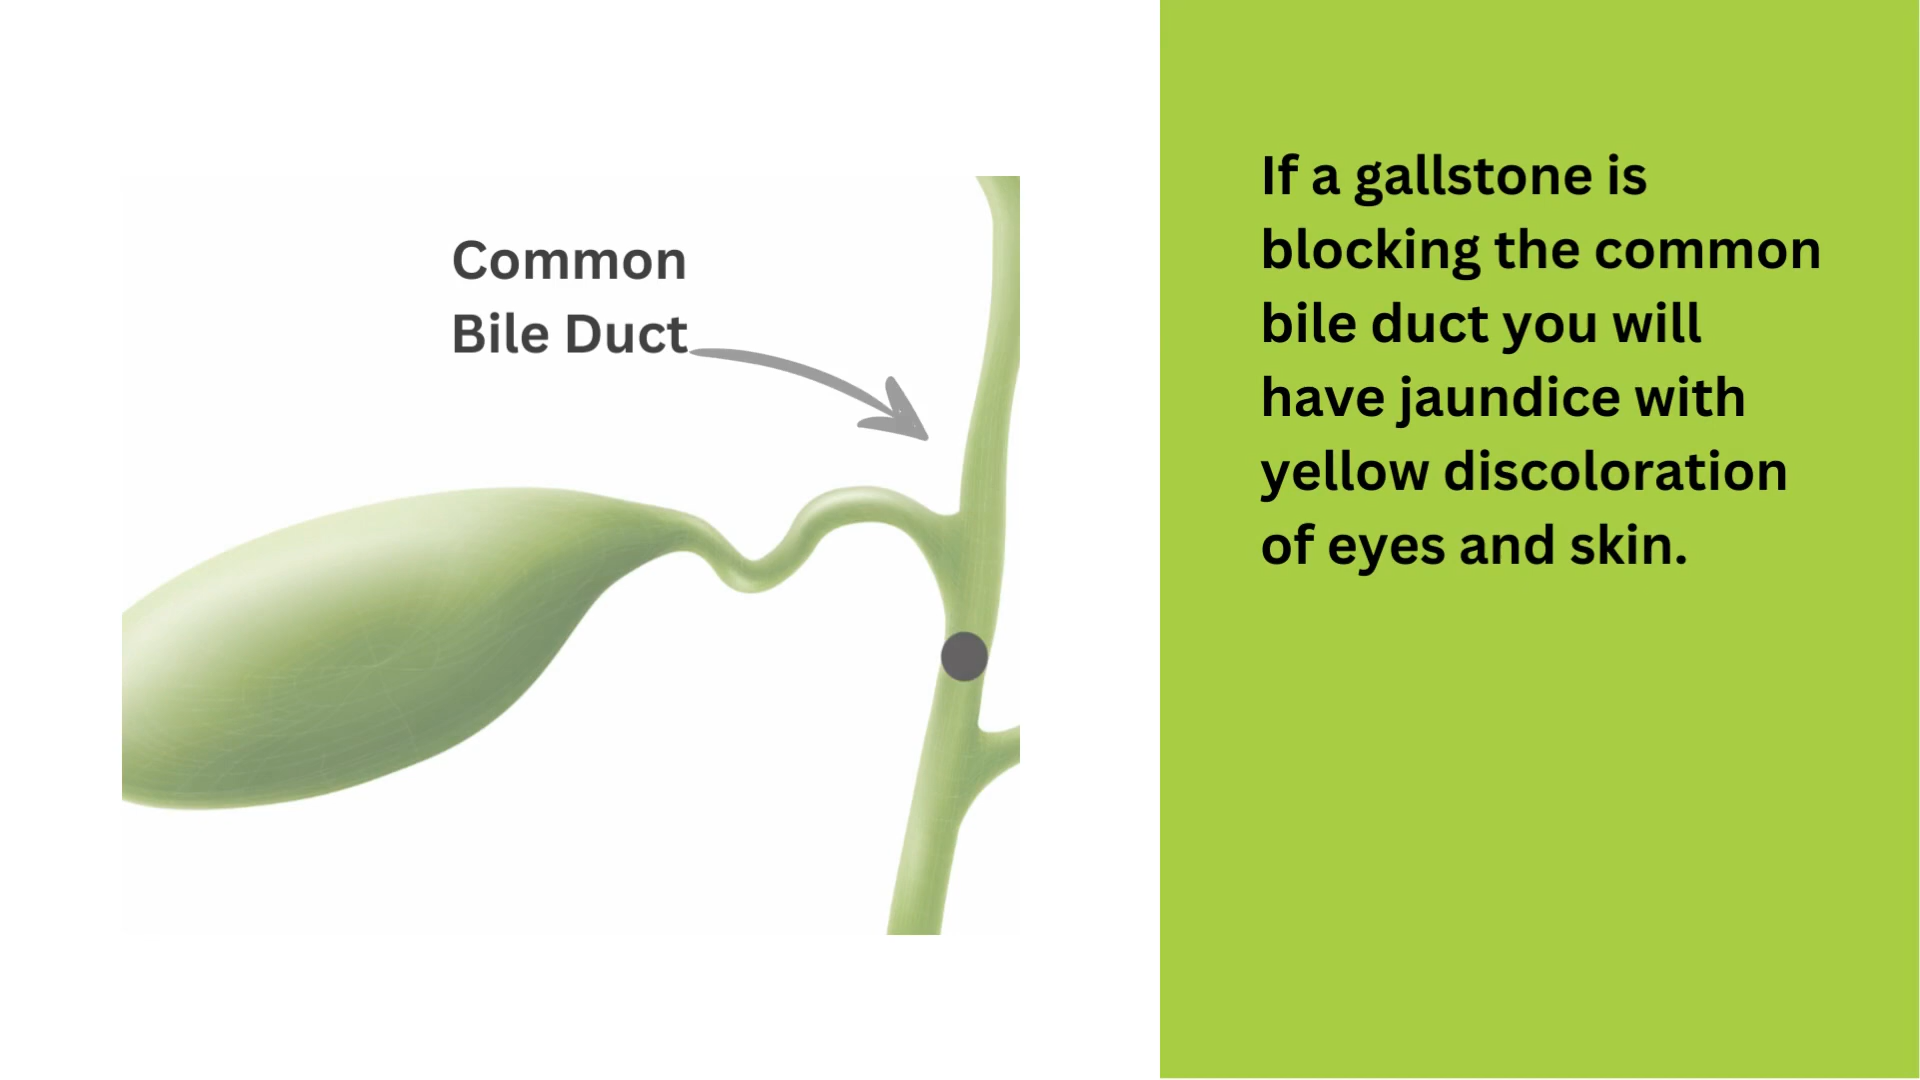 Common
Bile Duct
If a gallstone is
blocking the common
bile duct you will
have jaundice with
yellow discoloration
of eyes and skin.